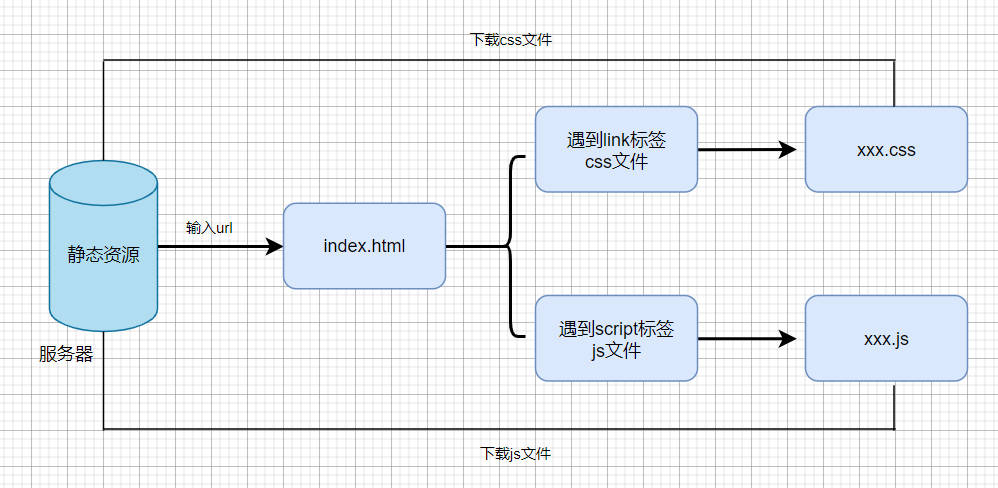 下载css文件
遇到link标签
css文件
xxx.css
静态资源
输入url
index.html
遇到script标签
js文件
xxx.js
服务器
下载js文件